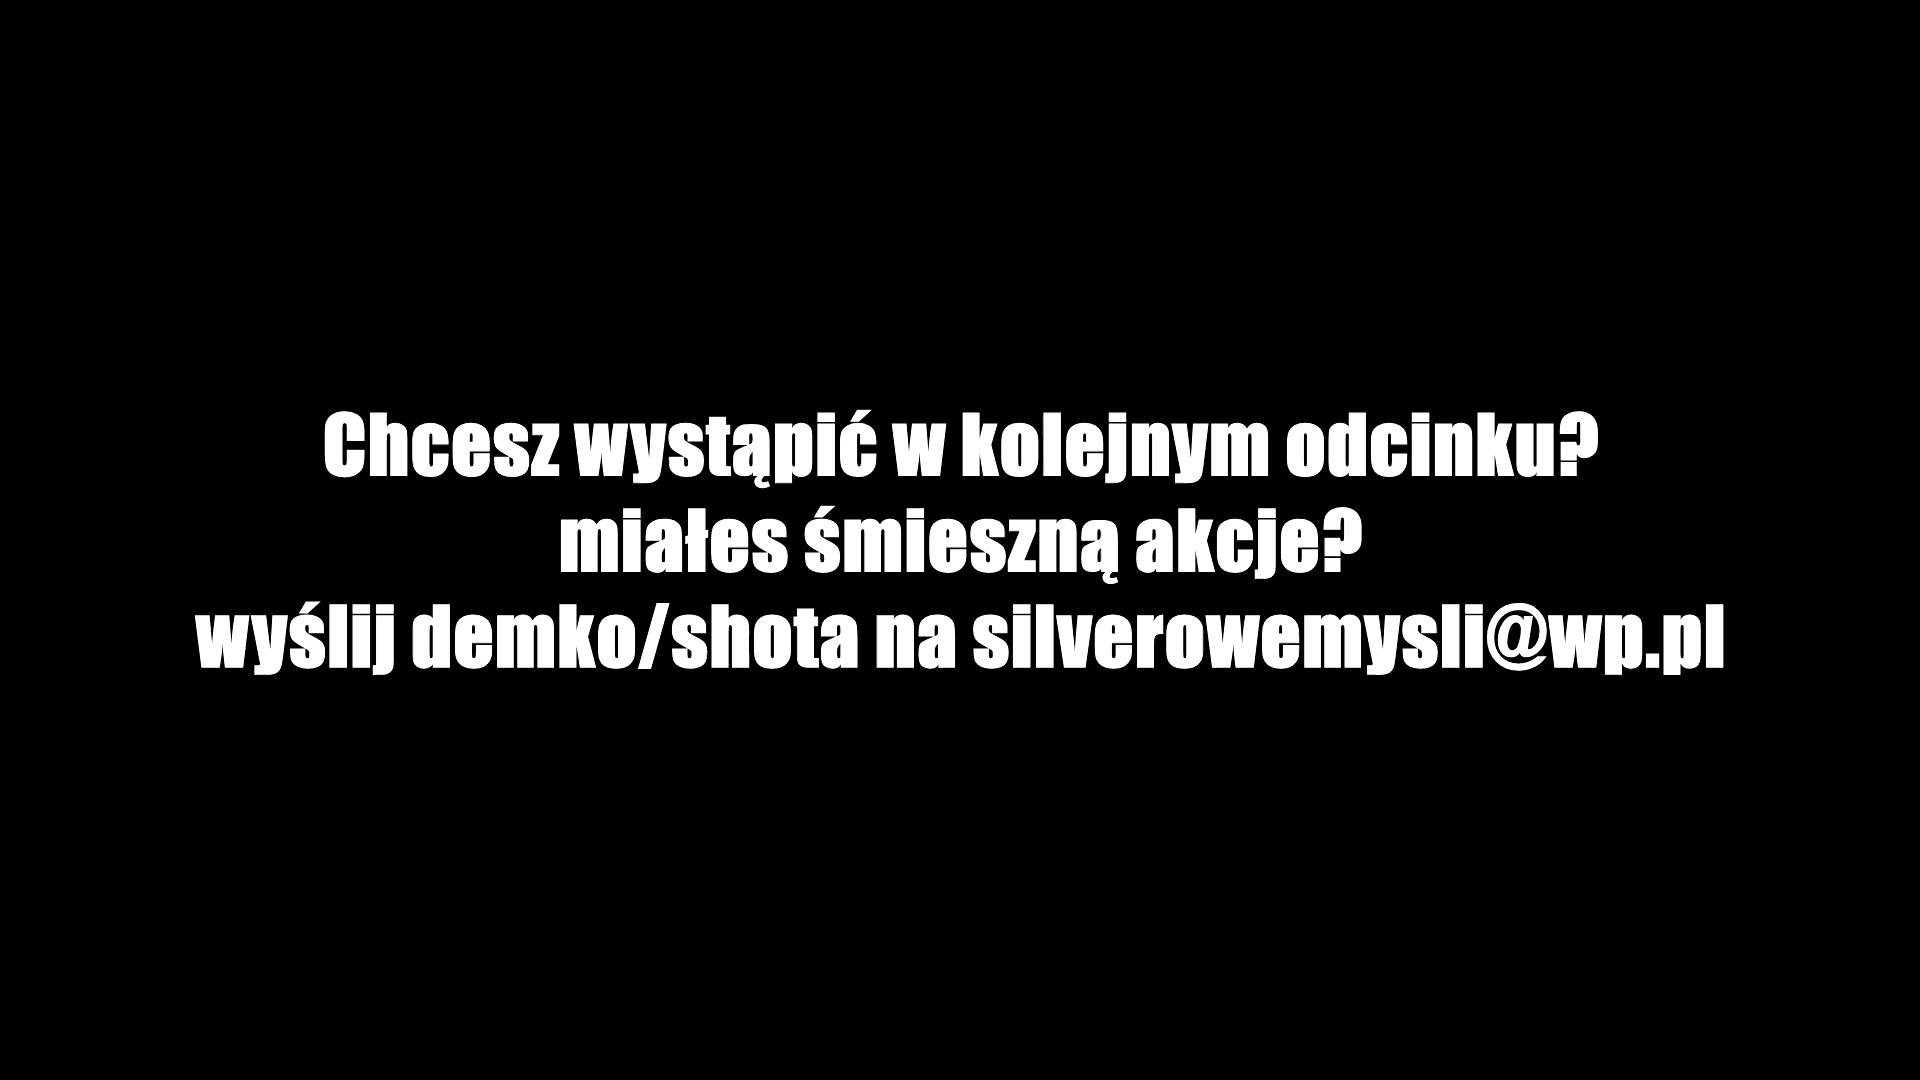 Chcesz wystąpić w kolejnym odcinku?
miałes śmieszną akcje?
wyślij demko/shota na silverowemysli@wp.pl